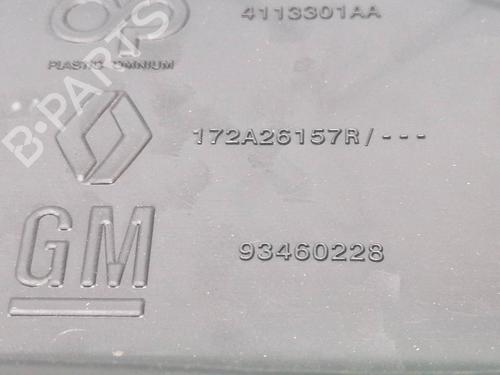 4113301AA
PLASTIC OMNIUM
172A26157R/---
GM 93460228
B-PARTS